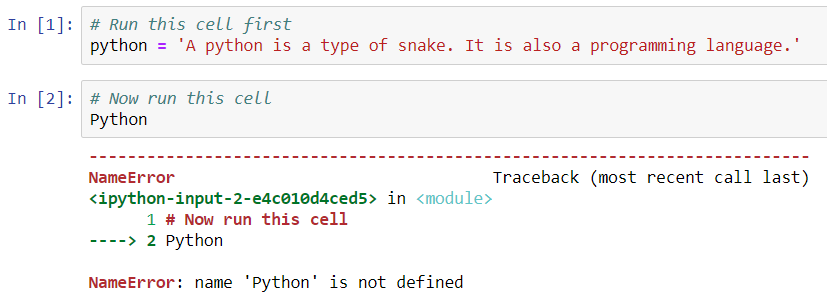 In [1]: # Run this cell first
python = 'A python is a type of snake. It is also a programming language.'
In [2]: # Now run this cell
Python
---------------------------------------------------------------------------
NameError                                 Traceback (most recent call last)
<ipython-input-2-e4c010d4ced5> in <module>
      1 # Now run this cell
----> 2 Python
NameError: name 'Python' is not defined